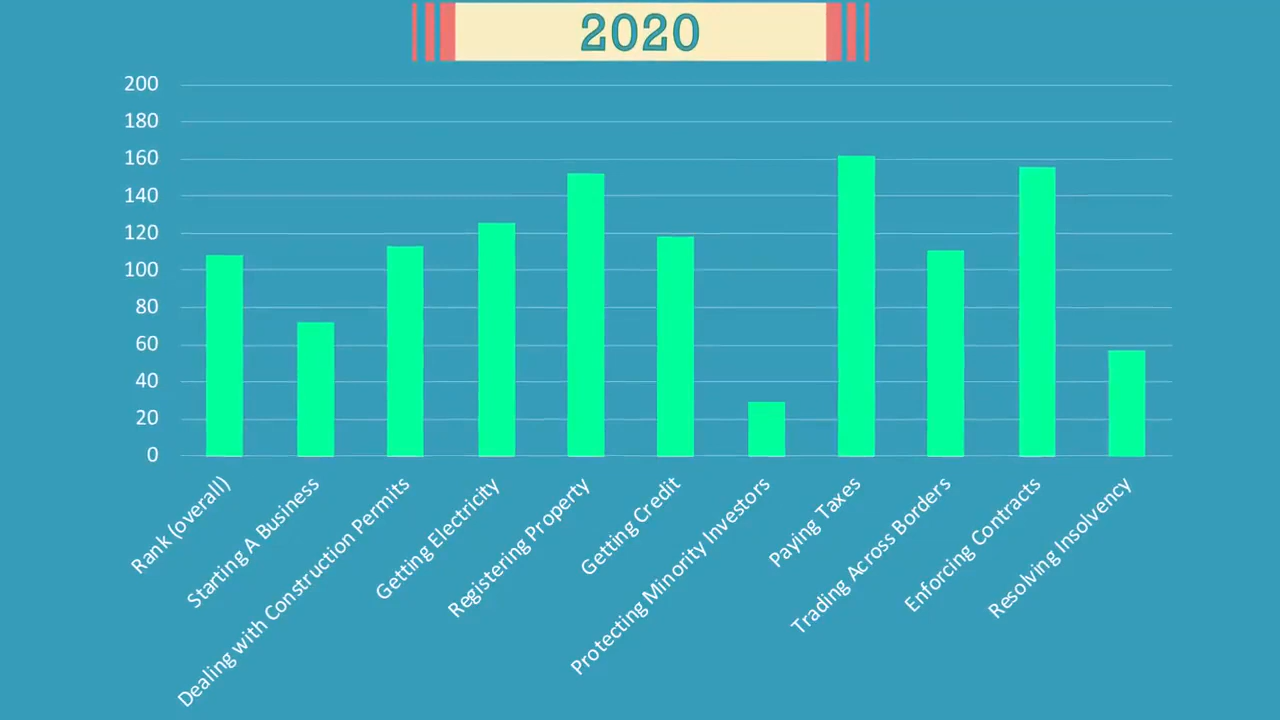 2020
200
180
160
140
120
100
80
60
40
20
0
Rank (overall)
Starting A Business
Dealing with Construction Permits
Getting Electricity
Registering Property
Getting Credit
Protecting Minority Investors
Paying Taxes
Trading Across Borders
Enforcing Contracts
Resolving Insolvency